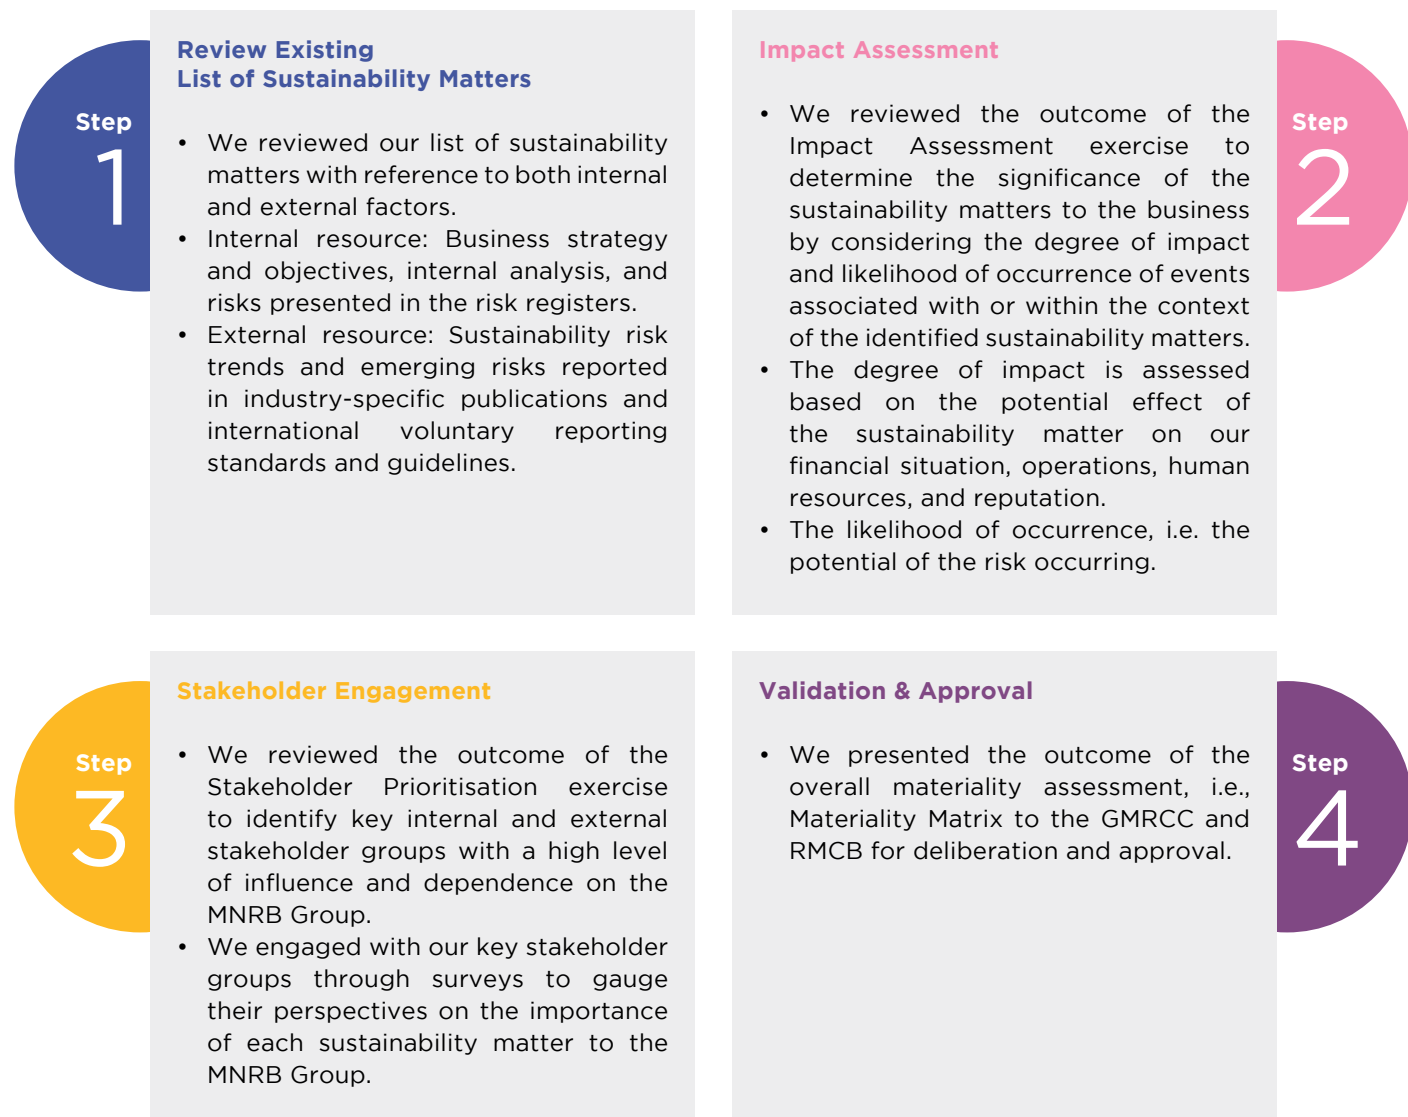 Step
1
Review Existing
List of Sustainability Matters
• We reviewed our list of sustainability
matters with reference to both internal
and external factors.
• Internal resource: Business strategy
and objectives, internal analysis, and
risks presented in the risk registers.
• External resource: Sustainability risk
trends and emerging risks reported
in industry-specific publications and
international voluntary reporting
standards and guidelines.
Step
2
Impact Assessment
• We reviewed the outcome of the
Impact Assessment exercise to
determine the significance of the
sustainability matters to the business
by considering the degree of impact
and likelihood of occurrence of events
associated with or within the context
of the identified sustainability matters.
• The degree of impact is assessed
based on the potential effect of
the sustainability matter on our
financial situation, operations, human
resources, and reputation.
• The likelihood of occurrence, i.e. the
potential of the risk occurring.
Step
3
Stakeholder Engagement
• We reviewed the outcome of the
Stakeholder Prioritisation exercise
to identify key internal and external
stakeholder groups with a high level
of influence and dependence on the
MNRB Group.
• We engaged with our key stakeholder
groups through surveys to gauge
their perspectives on the importance
of each sustainability matter to the
MNRB Group.
Step
4
Validation & Approval
• We presented the outcome of the
overall materiality assessment, i.e.,
Materiality Matrix to the GMRCC and
RMCB for deliberation and approval.